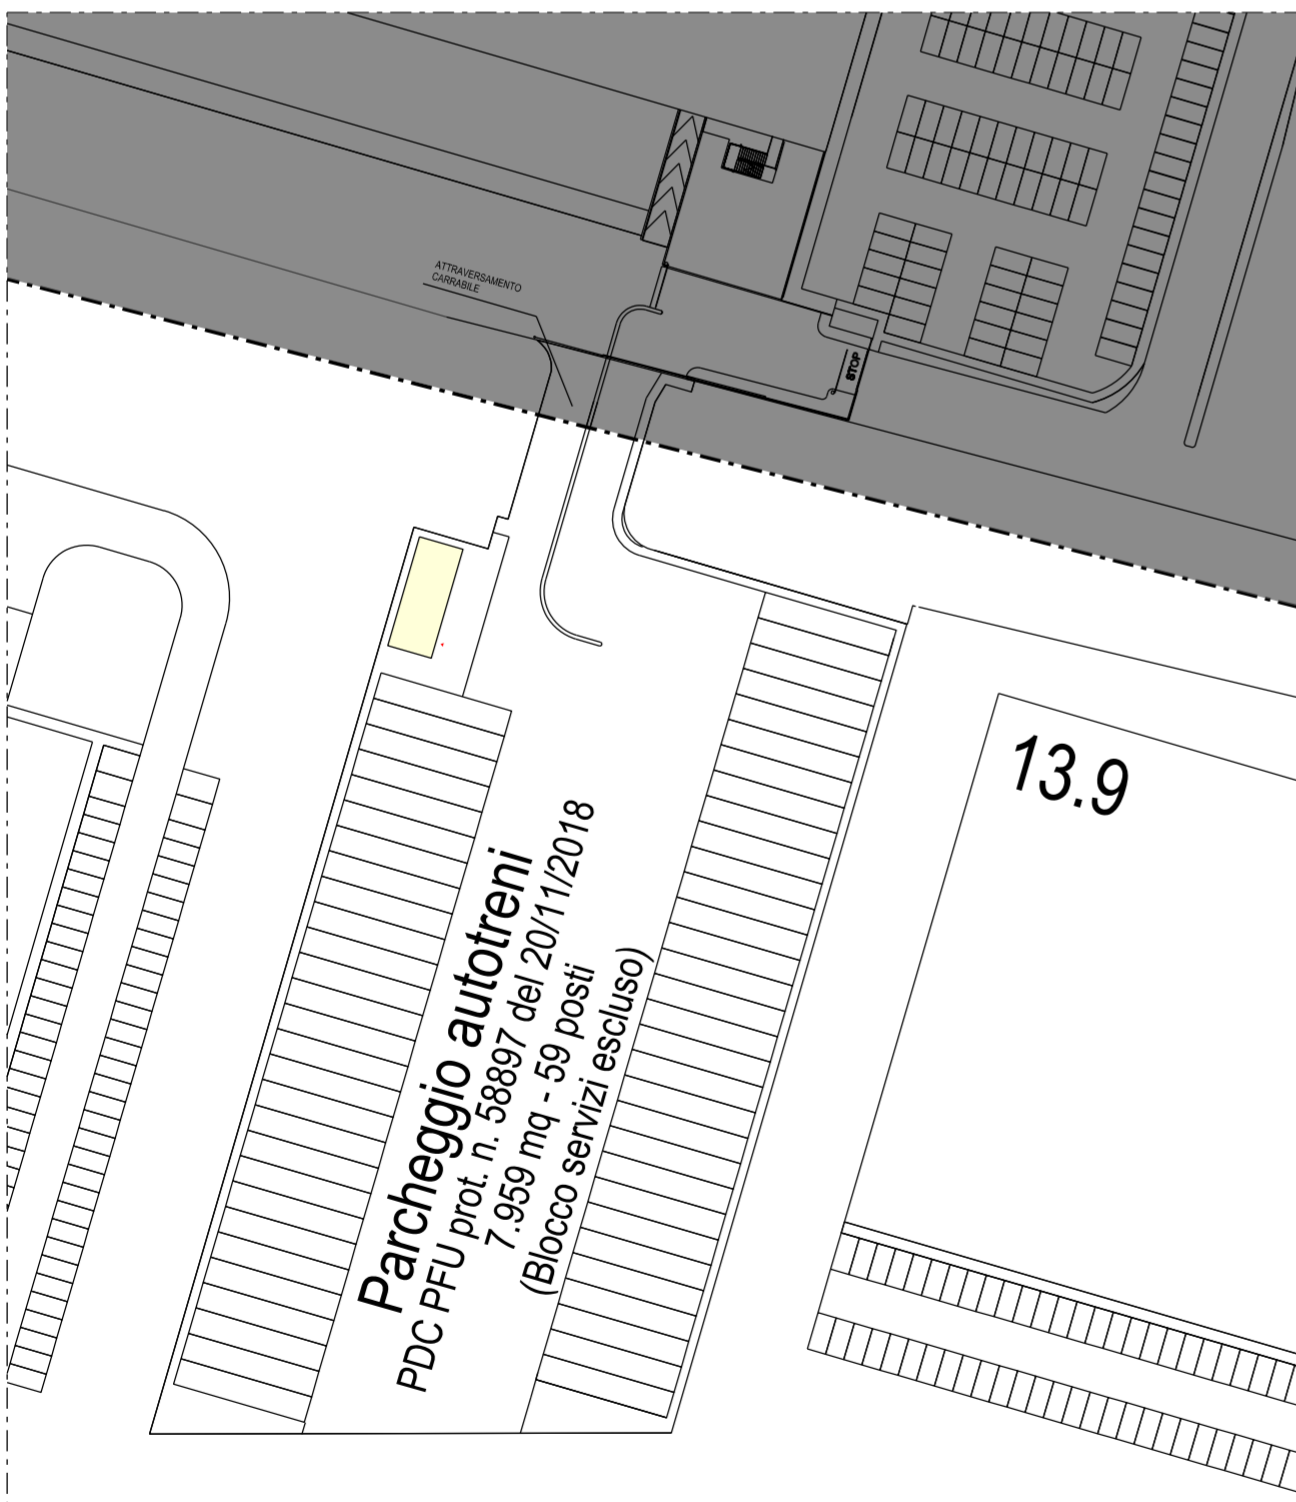 ATTRAVERSAMENTO
CARRABILE
STOP
13.9
Parcheggio autotreni
PDC PFU prot. n. 58897 del 20/11/2018
7.959 mq - 59 posti
(Blocco servizi escluso)